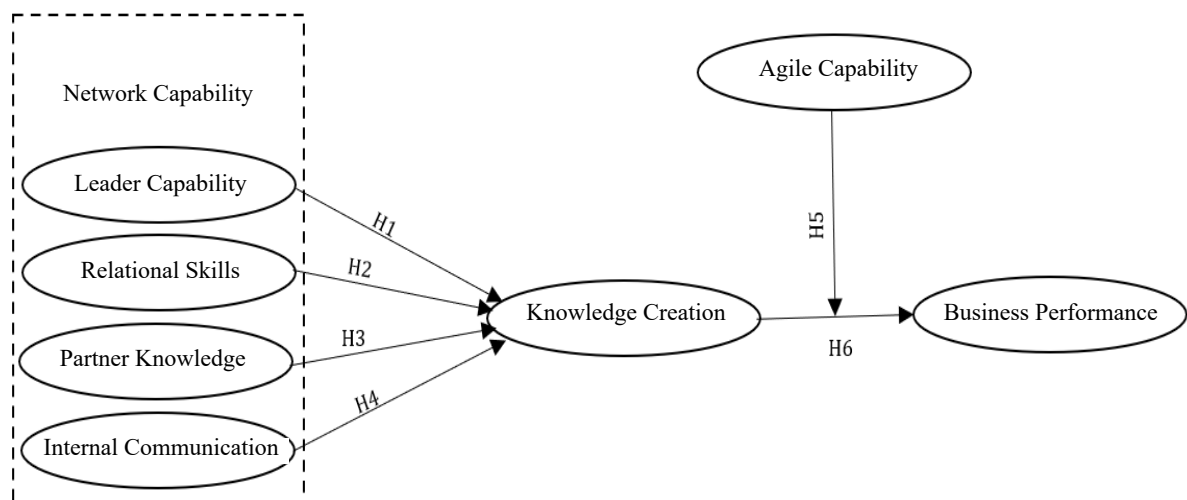 Agile Capability
Network Capability
Leader Capability
H1
H5
Relational Skills
H2
Knowledge Creation
Business Performance
H3
H6
Partner Knowledge
H4
Internal Communication